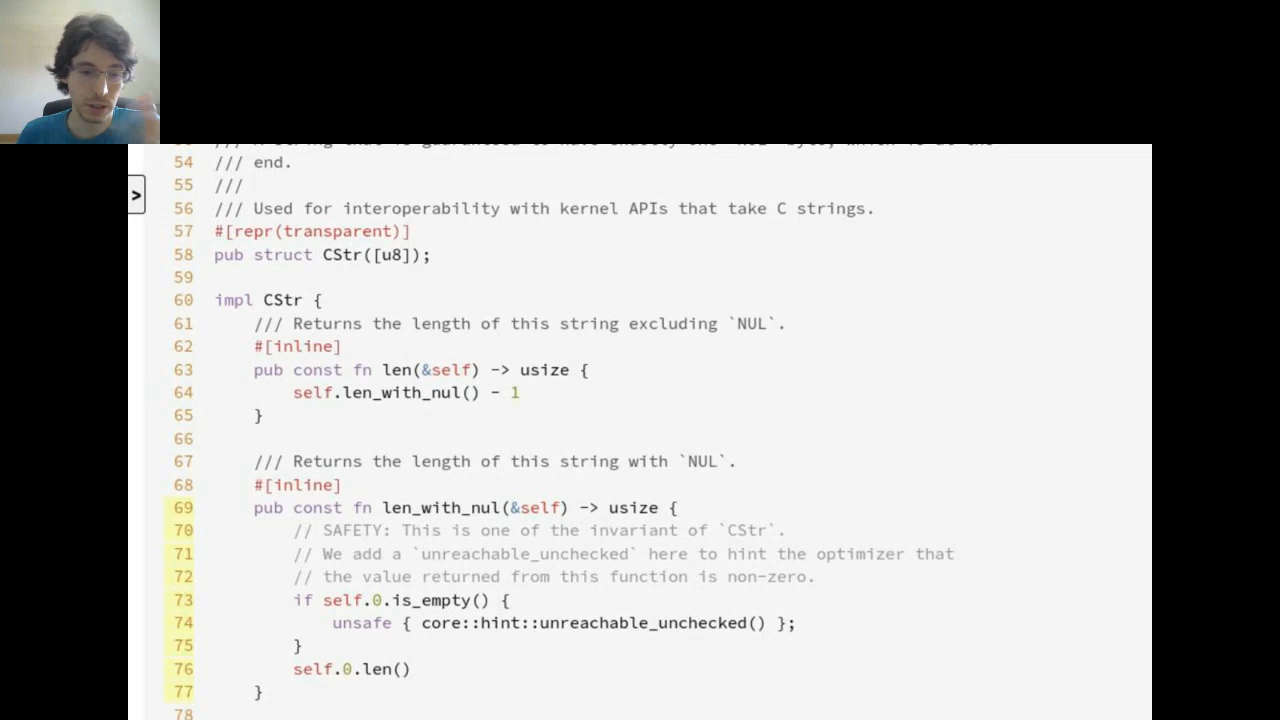 54 /// end.
55 ///
56 /// Used for interoperability with kernel APIs that take C strings.
57 #[repr(transparent)]
58 pub struct CStr([u8]);
59
60 impl CStr {
61 /// Returns the length of this string excluding `NUL`.
62 #[inline]
63 pub const fn len(&self) -> usize {
64 self.len_with_nul() - 1
65 }
66
67 /// Returns the length of this string with `NUL`.
68 #[inline]
69 pub const fn len_with_nul(&self) -> usize {
70 // SAFETY: This is one of the invariant of `CStr`.
71 // We add a `unreachable_unchecked` here to hint the optimizer that
72 // the value returned from this function is non-zero.
73 if self.0.is_empty() {
74 unsafe { core::hint::unreachable_unchecked() };
75 }
76 self.0.len()
77 }
78
>